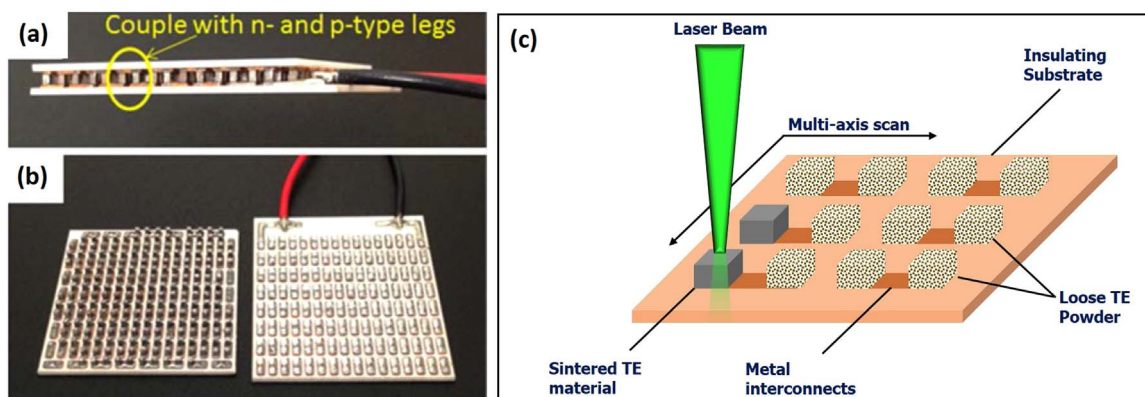 (a)
Couple with n- and p-type legs
(b)
(c)
Laser Beam
Insulating
Substrate
Multi-axis scan
Loose TE
Powder
Sintered TE
material
Metal
interconnects